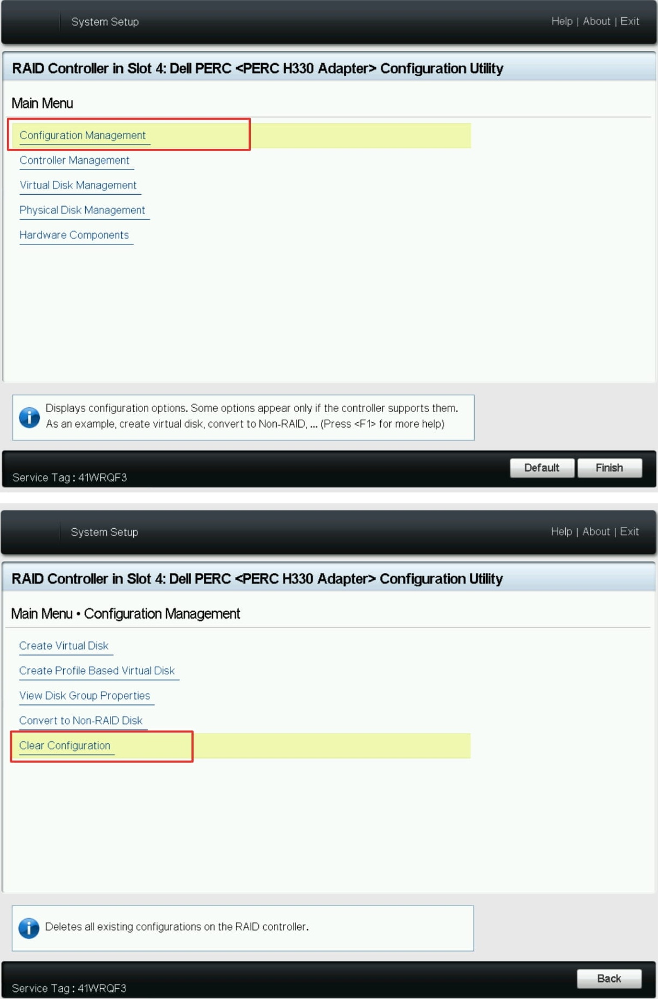 System Setup
Help | About | Exit
RAID Controller in Slot 4: Dell PERC <PERC H330 Adapter> Configuration Utility
Main Menu
Configuration Management
Controller Management
Virtual Disk Management
Physical Disk Management
Hardware Components
Displays configuration options. Some options appear only if the controller supports them.
As an example, create virtual disk, convert to Non-RAID, ... (Press <F1> for more help)
Default
Finish
Service Tag : 41WRQF3
System Setup
Help | About | Exit
RAID Controller in Slot 4: Dell PERC <PERC H330 Adapter> Configuration Utility
Main Menu • Configuration Management
Create Virtual Disk
Create Profile Based Virtual Disk
View Disk Group Properties
Convert to Non-RAID Disk
Clear Configuration
Deletes all existing configurations on the RAID controller.
Back
Service Tag : 41WRQF3